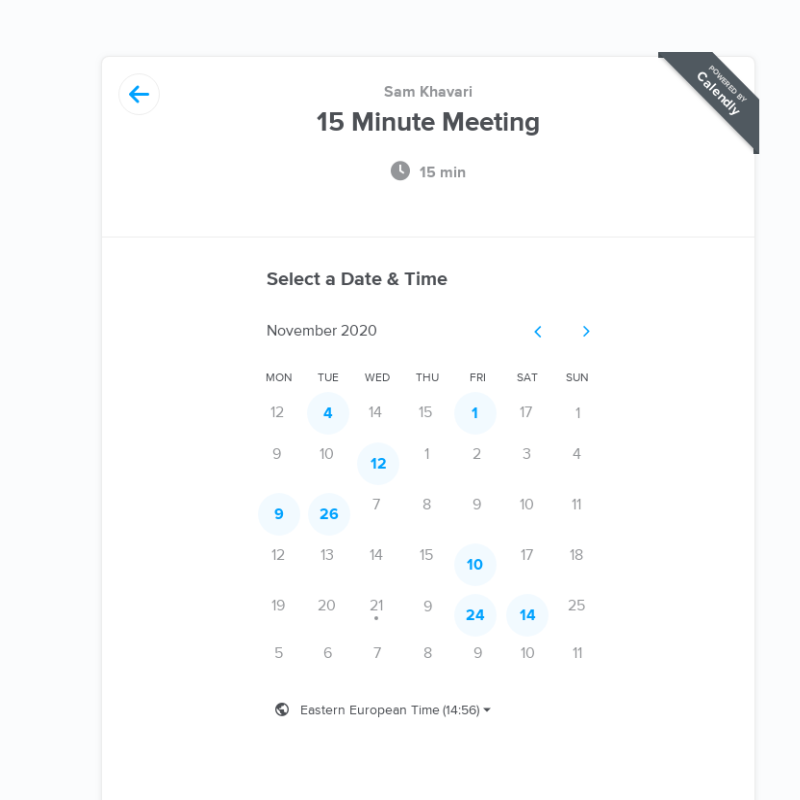 POWERED BY
Calendly
Sam Khavari
15 Minute Meeting
15 min
Select a Date & Time
November 2020
MON TUE WED THU FRI SAT SUN
12 4 14 15 1 17 1
9 10 12 1 2 3 4
9 26 7 8 9 10 11
12 13 14 15 10 17 18
19 20 21 9 24 14 25
5 6 7 8 9 10 11
Eastern European Time (14:56)